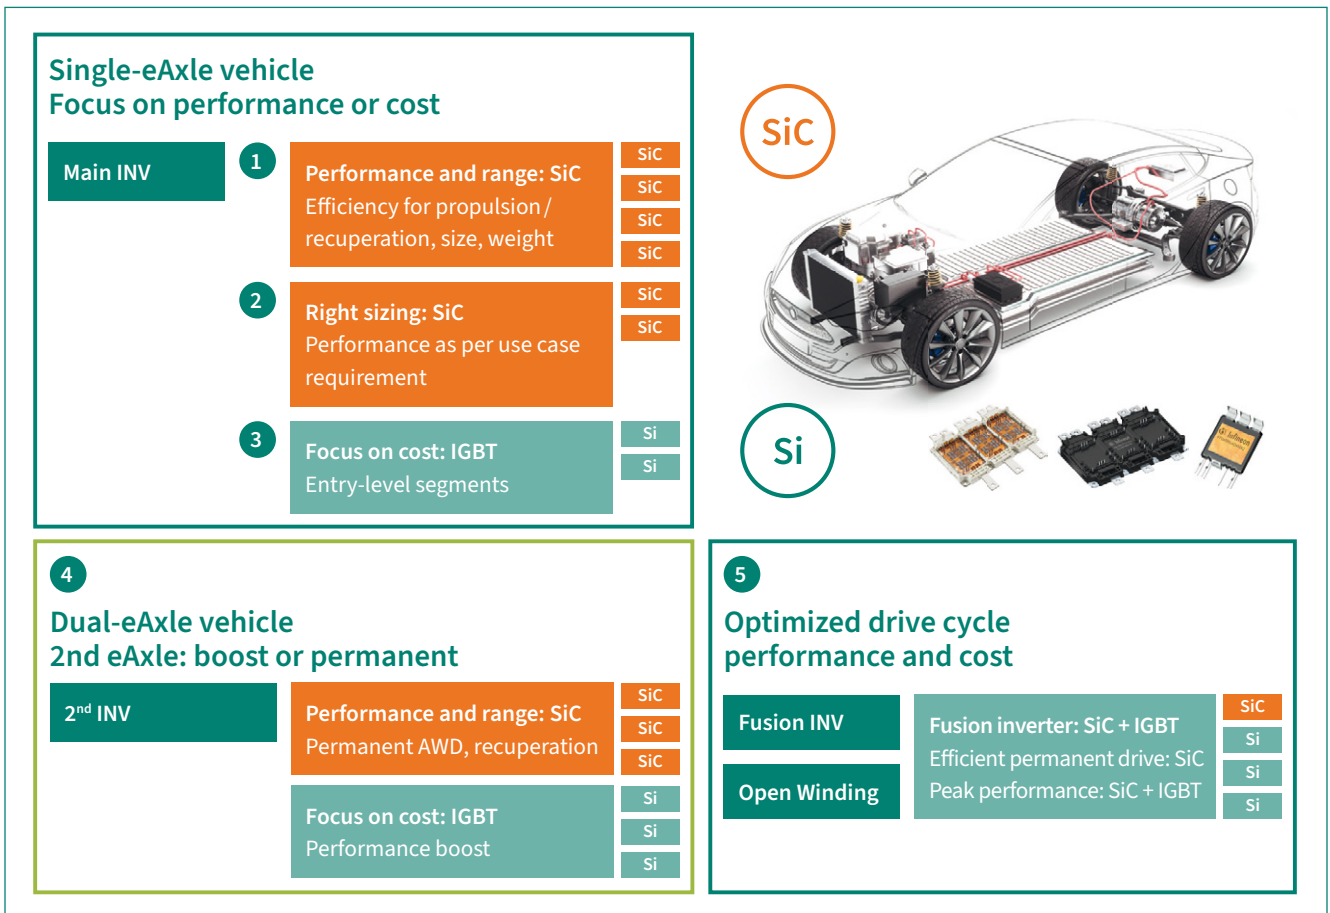 Single-eAxle vehicle
Focus on performance or cost
Main INV
1
Performance and range: SiC
Efficiency for propulsion /
recuperation, size, weight
SiC
SiC
SiC
SiC
2
Right sizing: SiC
Performance as per use case
requirement
SiC
SiC
3
Focus on cost: IGBT
Entry-level segments
Si
Si
SiC
Si
Infineon
4
Dual-eAxle vehicle
2nd eAxle: boost or permanent
2nd INV
Performance and range: SiC
Permanent AWD, recuperation
SiC
SiC
SiC
Focus on cost: IGBT
Performance boost
Si
Si
Si
5
Optimized drive cycle
performance and cost
Fusion INV
Open Winding
Fusion inverter: SiC + IGBT
Efficient permanent drive: SiC
Peak performance: SiC + IGBT
SiC
Si
Si
Si